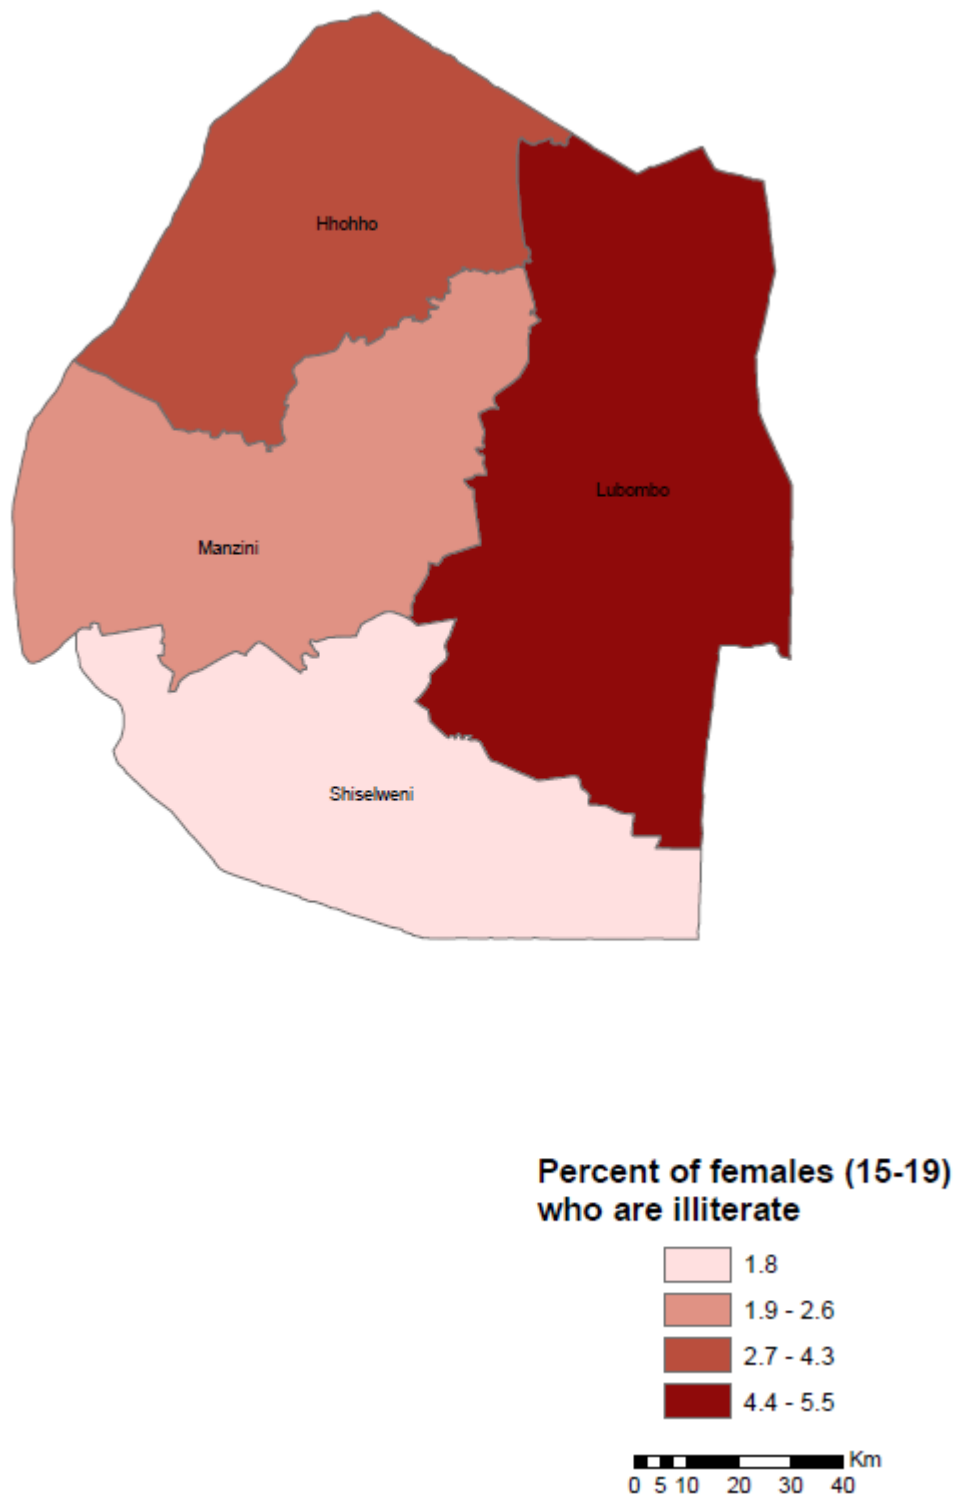 Hhohho
Lubombo
Manzini
Shiselweni
Percent of females (15-19)
who are illiterate
1.8
1.9 - 2.6
2.7 - 4.3
4.4 - 5.5
Km
0 5 10 20 30 40